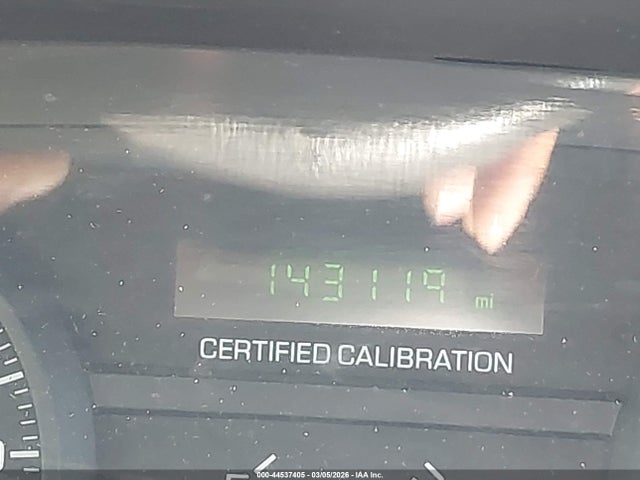 143119 mi
CERTIFIED CALIBRATION
000-44537405 - 03/05/2026 - IAA Inc.